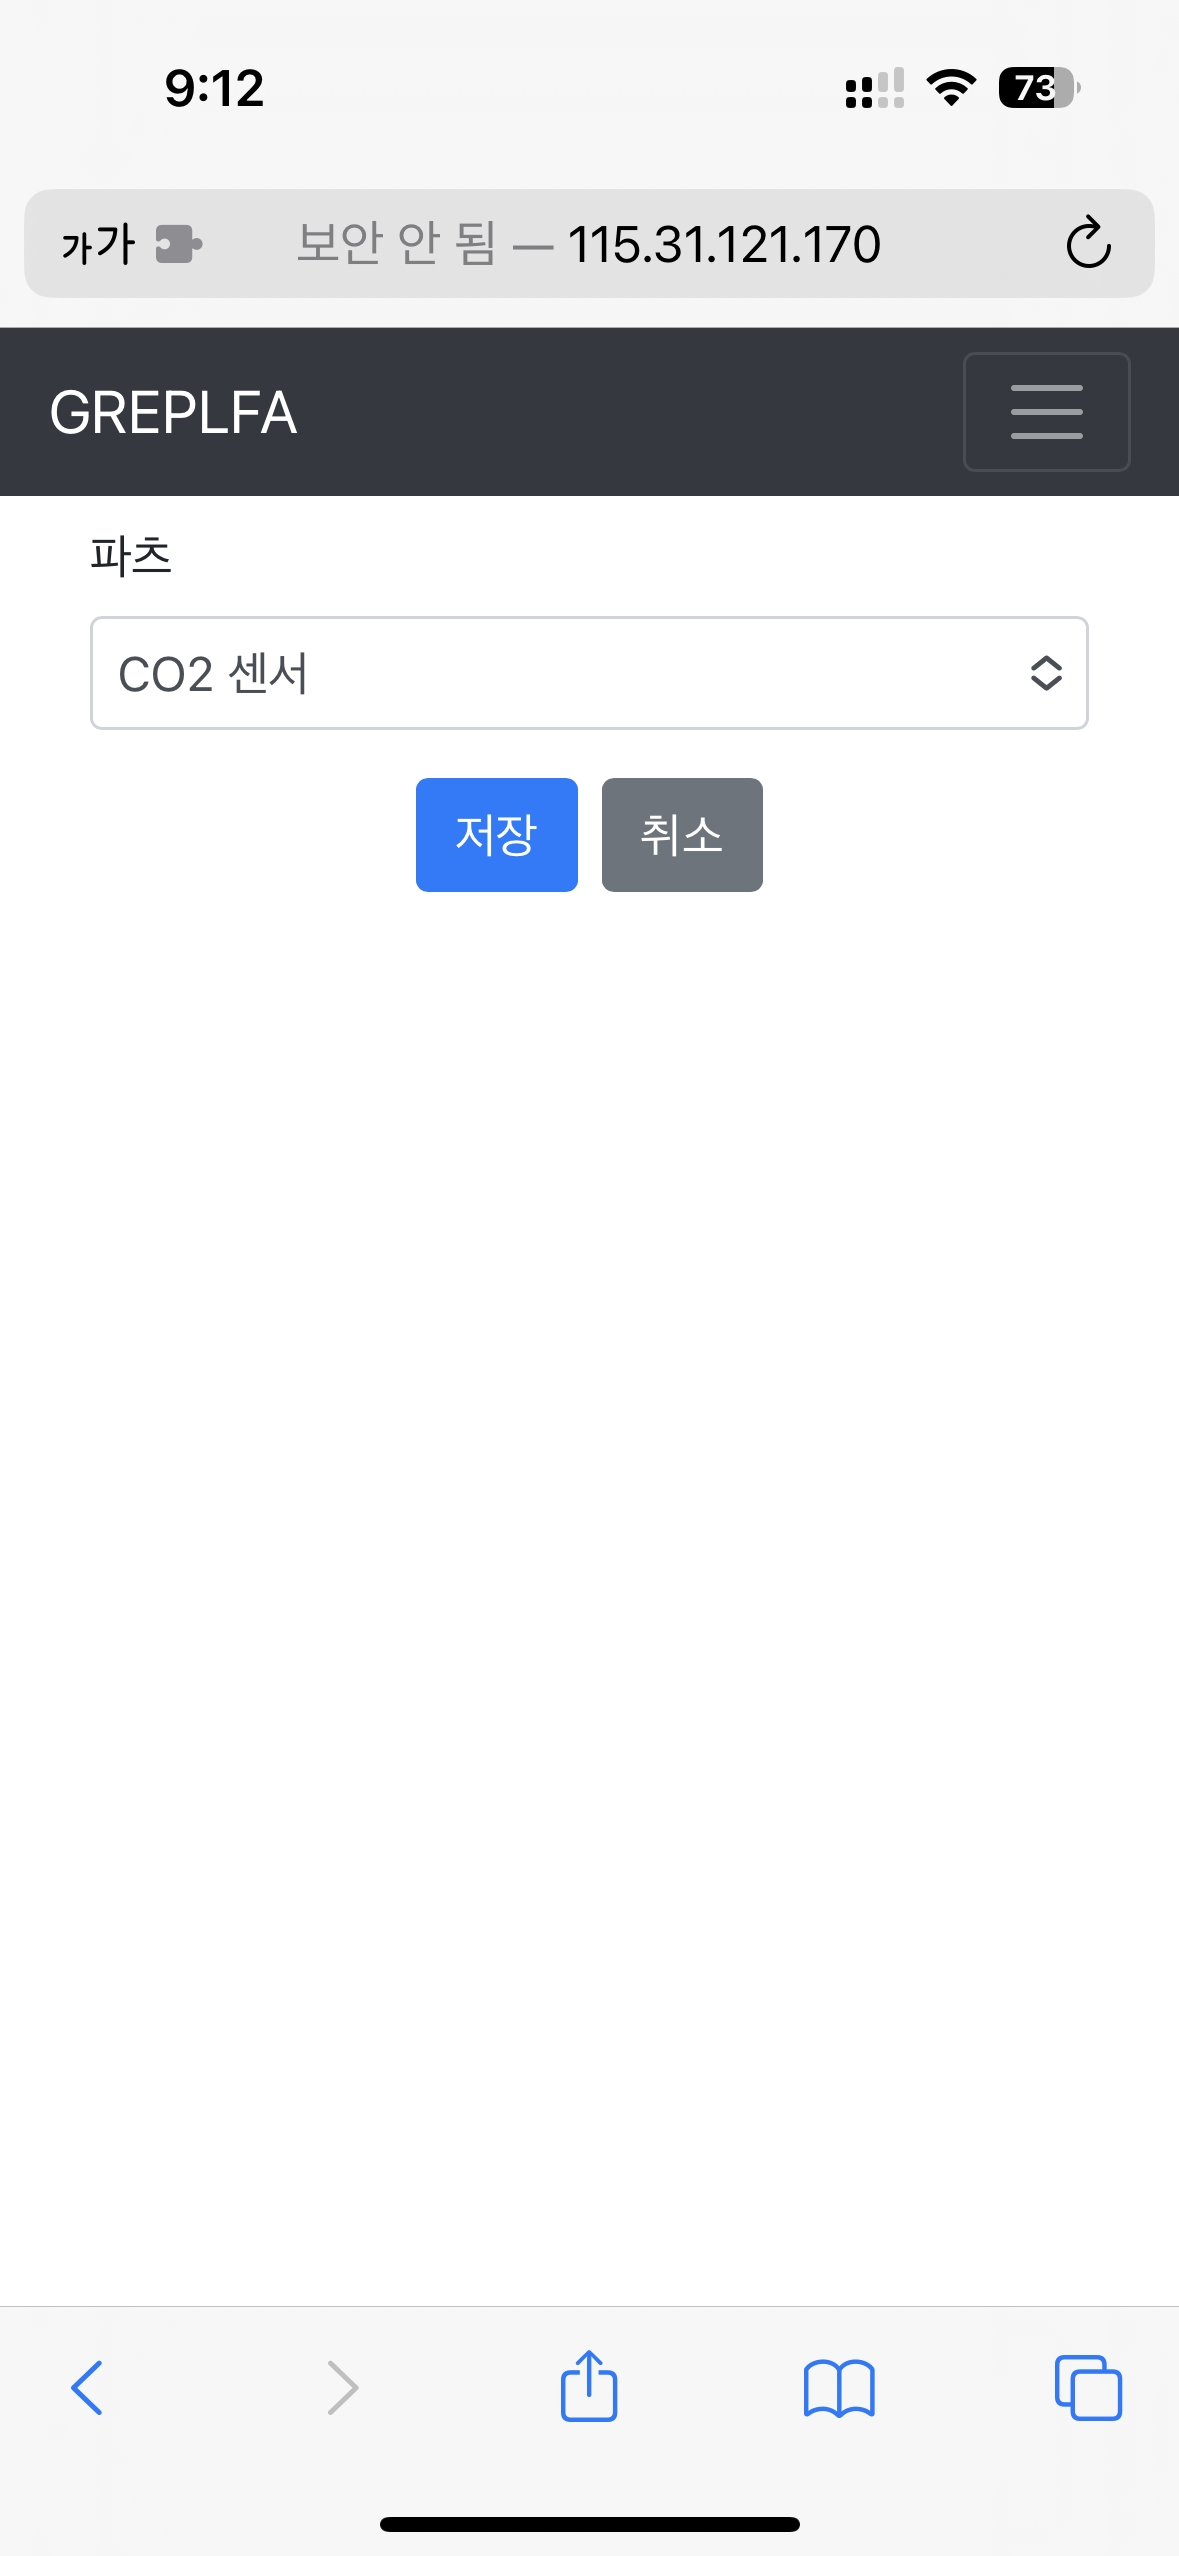 9:12
73
가가 보안 안 됨 — 115.31.121.170
GREPLFA
파츠
CO2 센서
저장 취소